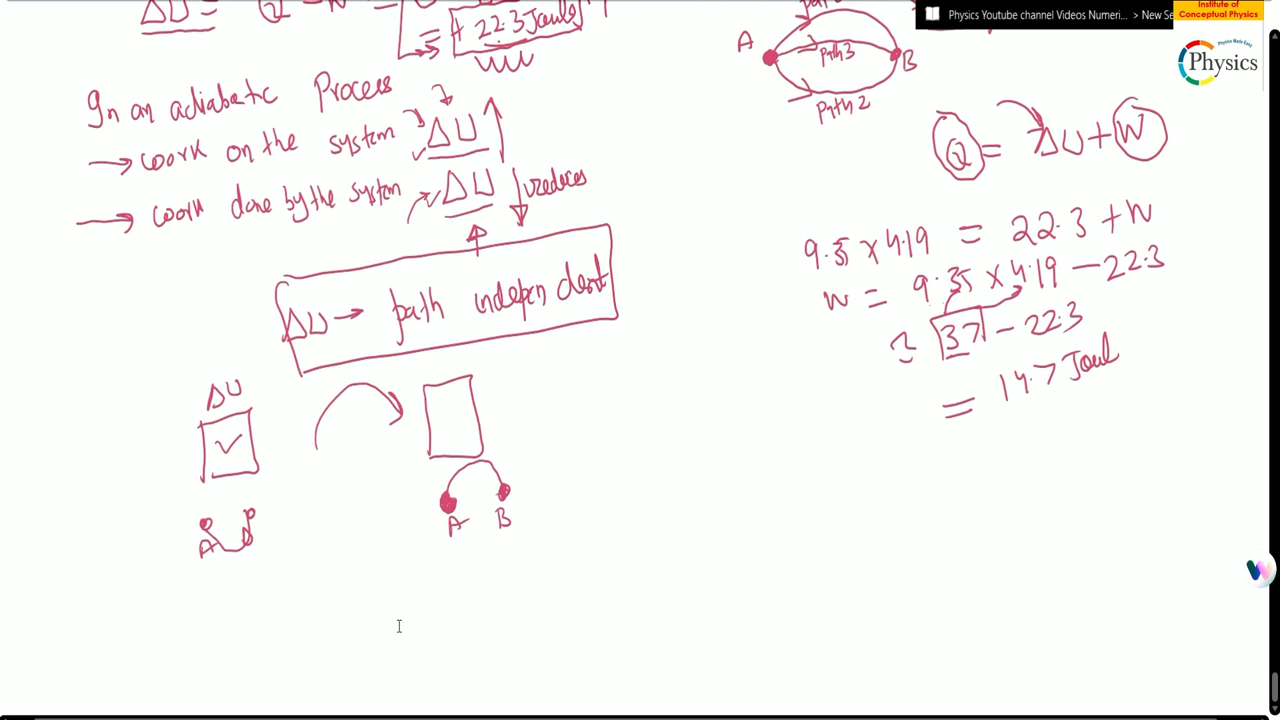 Physics Youtube channel Videos Numeri... > New Se
Institute of
Conceptual Physics
Physics Made Easy
Physics
ΔU = Q
= + 22.3 Joule
A
B
Path 3
Path 2
In an adiabatic Process
→ work on the system ΔU ↑
→ work done by the system ΔU ↓ reduces
ΔU → path independent
ΔU
A B
A
Q = ΔU + W
9.35 × 4.19 = 22.3 + W
W = 9.35 × 4.19 - 22.3
37 - 22.3
= 14.7 Joul